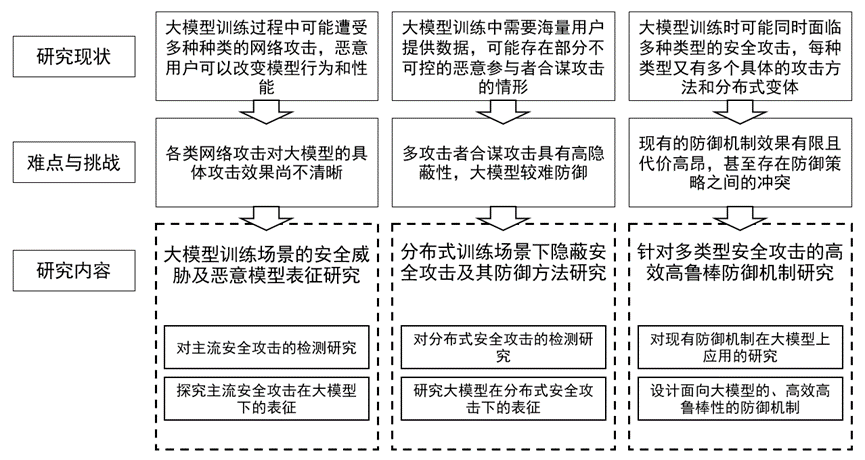 研究现状
大模型训练过程中可能遭受
多种种类的网络攻击，恶意
用户可以改变模型行为和性
能
大模型训练中需要海量用户
提供数据，可能存在部分不
可控的恶意参与者合谋攻击
的情形
大模型训练时可能同时面临
多种类型的安全攻击，每种
类型又有多个具体的攻击方
法和分布式变体
难点与挑战
各类网络攻击对大模型的具
体攻击效果尚不清晰
多攻击者合谋攻击具有高隐
蔽性，大模型较难防御
现有的防御机制效果有限且
代价高昂，甚至存在防御策
略之间的冲突
研究内容
大模型训练场景的安全威
胁及恶意模型表征研究
对主流安全攻击的检测研究
探究主流安全攻击在大模型
下的表征
分布式训练场景下隐蔽安
全攻击及其防御方法研究
对分布式安全攻击的检测研
究
研究大模型在分布式安全攻
击下的表征
针对多类型安全攻击的高
效高鲁棒防御机制研究
对现有防御机制在大模型上
应用的研究
设计面向大模型的、高效高
鲁棒性的防御机制